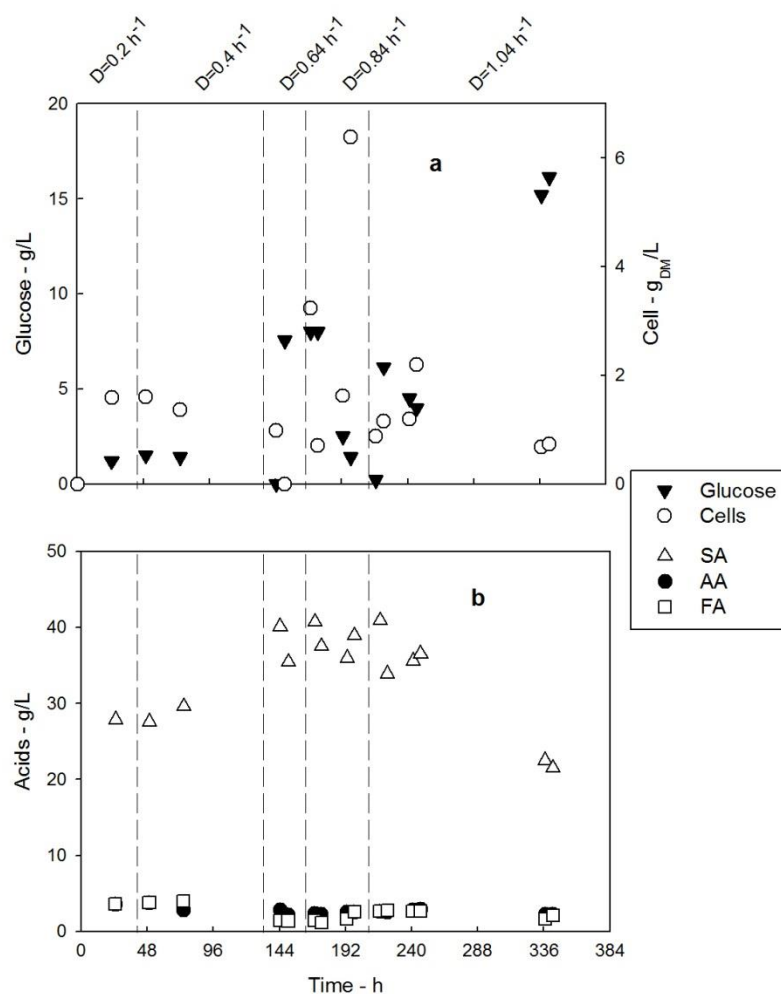 D=0.2 h-1
D=0.4 h-1
D=0.64 h-1
D=0.84 h-1
D=1.04 h-1
20
15
10
5
0
Glucose - g/L
a
6
4
2
0
Cell - gDM/L
Glucose
Cells
SA
AA
FA
50
40
30
20
10
0
Acids - g/L
b
0 48 96 144 192 240 288 336 384
Time - h